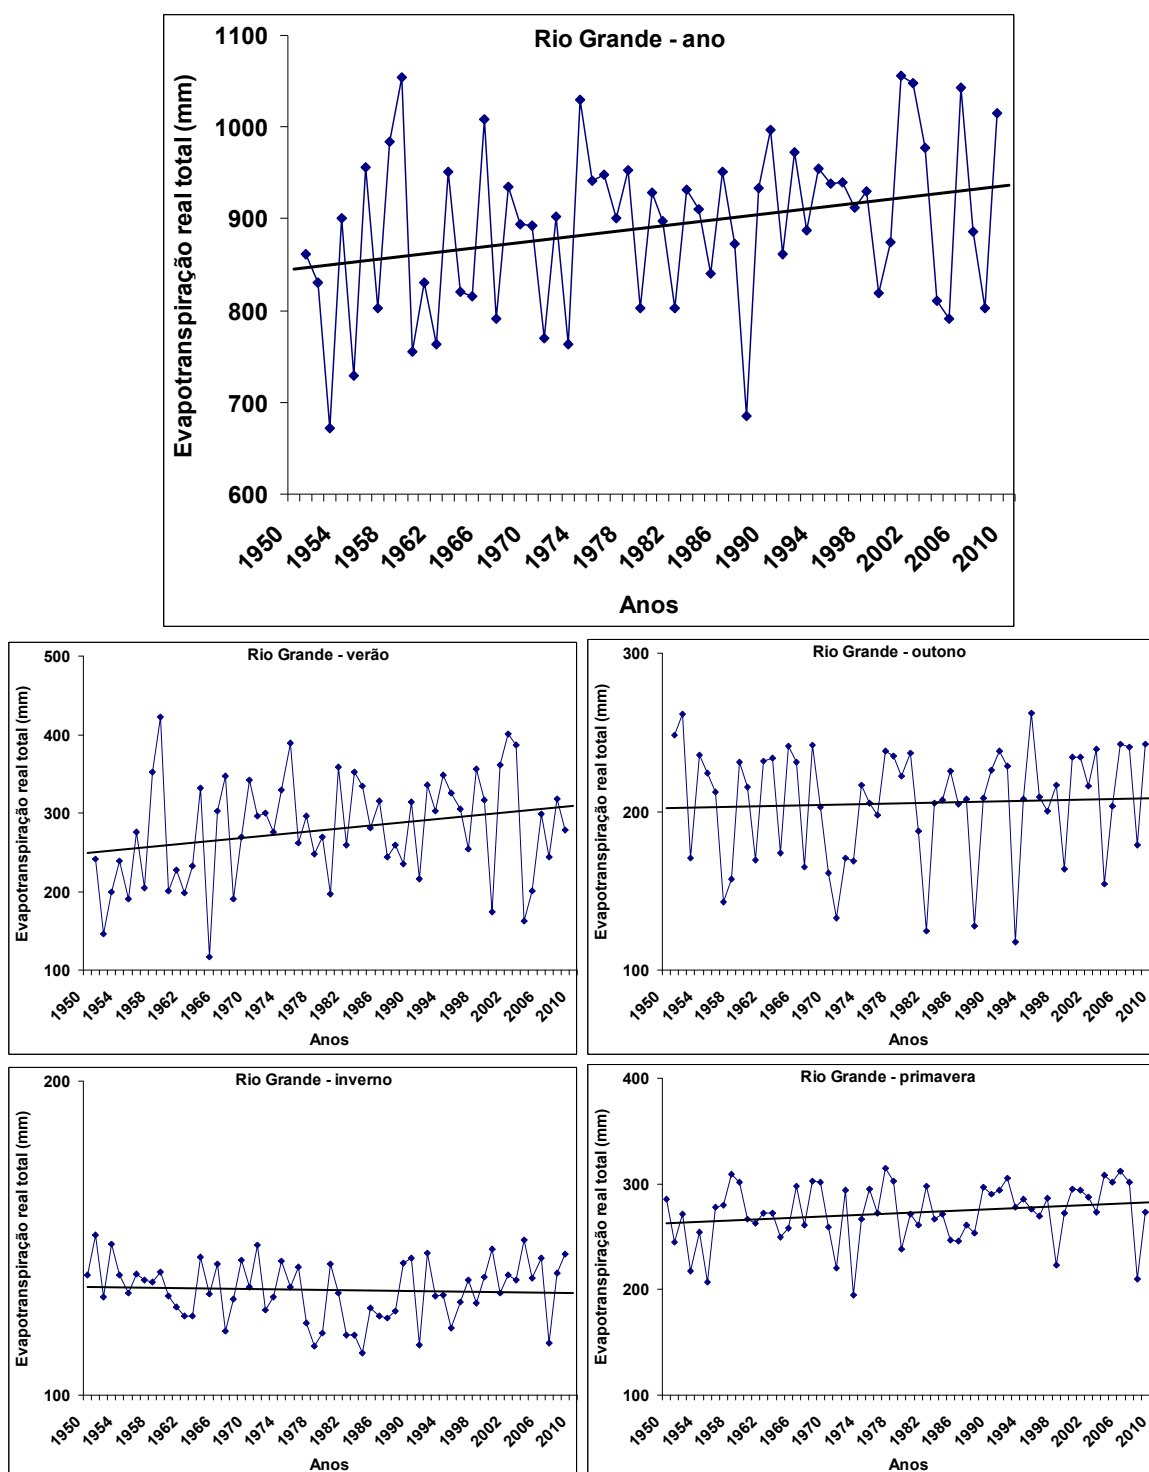 Rio Grande - ano
Evapotranspiração real total (mm)
1100
1000
900
800
700
600
1950 1954 1958 1962 1966 1970 1974 1978 1982 1986 1990 1994 1998 2002 2006 2010
Anos
Rio Grande - verão
Evapotranspiração real total (mm)
500
400
300
200
100
1950 1954 1958 1962 1966 1970 1974 1978 1982 1986 1990 1994 1998 2002 2006 2010
Anos
Rio Grande - outono
Evapotranspiração real total (mm)
300
200
100
1950 1954 1958 1962 1966 1970 1974 1978 1982 1986 1990 1994 1998 2002 2006 2010
Anos
Rio Grande - inverno
Evapotranspiração real total (mm)
200
100
1950 1954 1958 1962 1966 1970 1974 1978 1982 1986 1990 1994 1998 2002 2006 2010
Anos
Rio Grande - primavera
Evapotranspiração real total (mm)
400
300
200
100
1950 1954 1958 1962 1966 1970 1974 1978 1982 1986 1990 1994 1998 2002 2006 2010
Anos